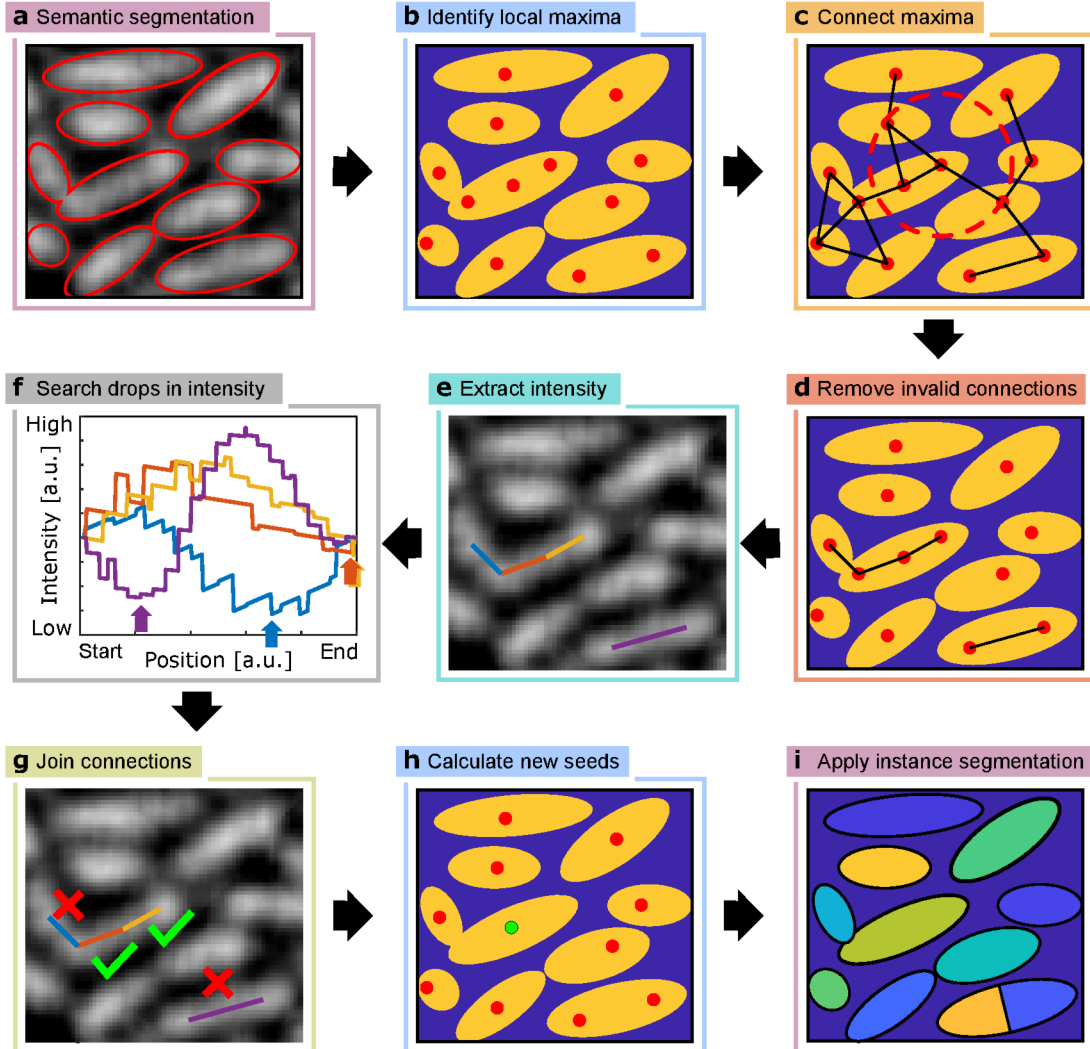 a Semantic segmentation
b Identify local maxima
c Connect maxima
f Search drops in intensity
High
Intensity [a.u.]
Low
Start
Position [a.u.]
End
e Extract intensity
d Remove invalid connections
g Join connections
h Calculate new seeds
i Apply instance segmentation